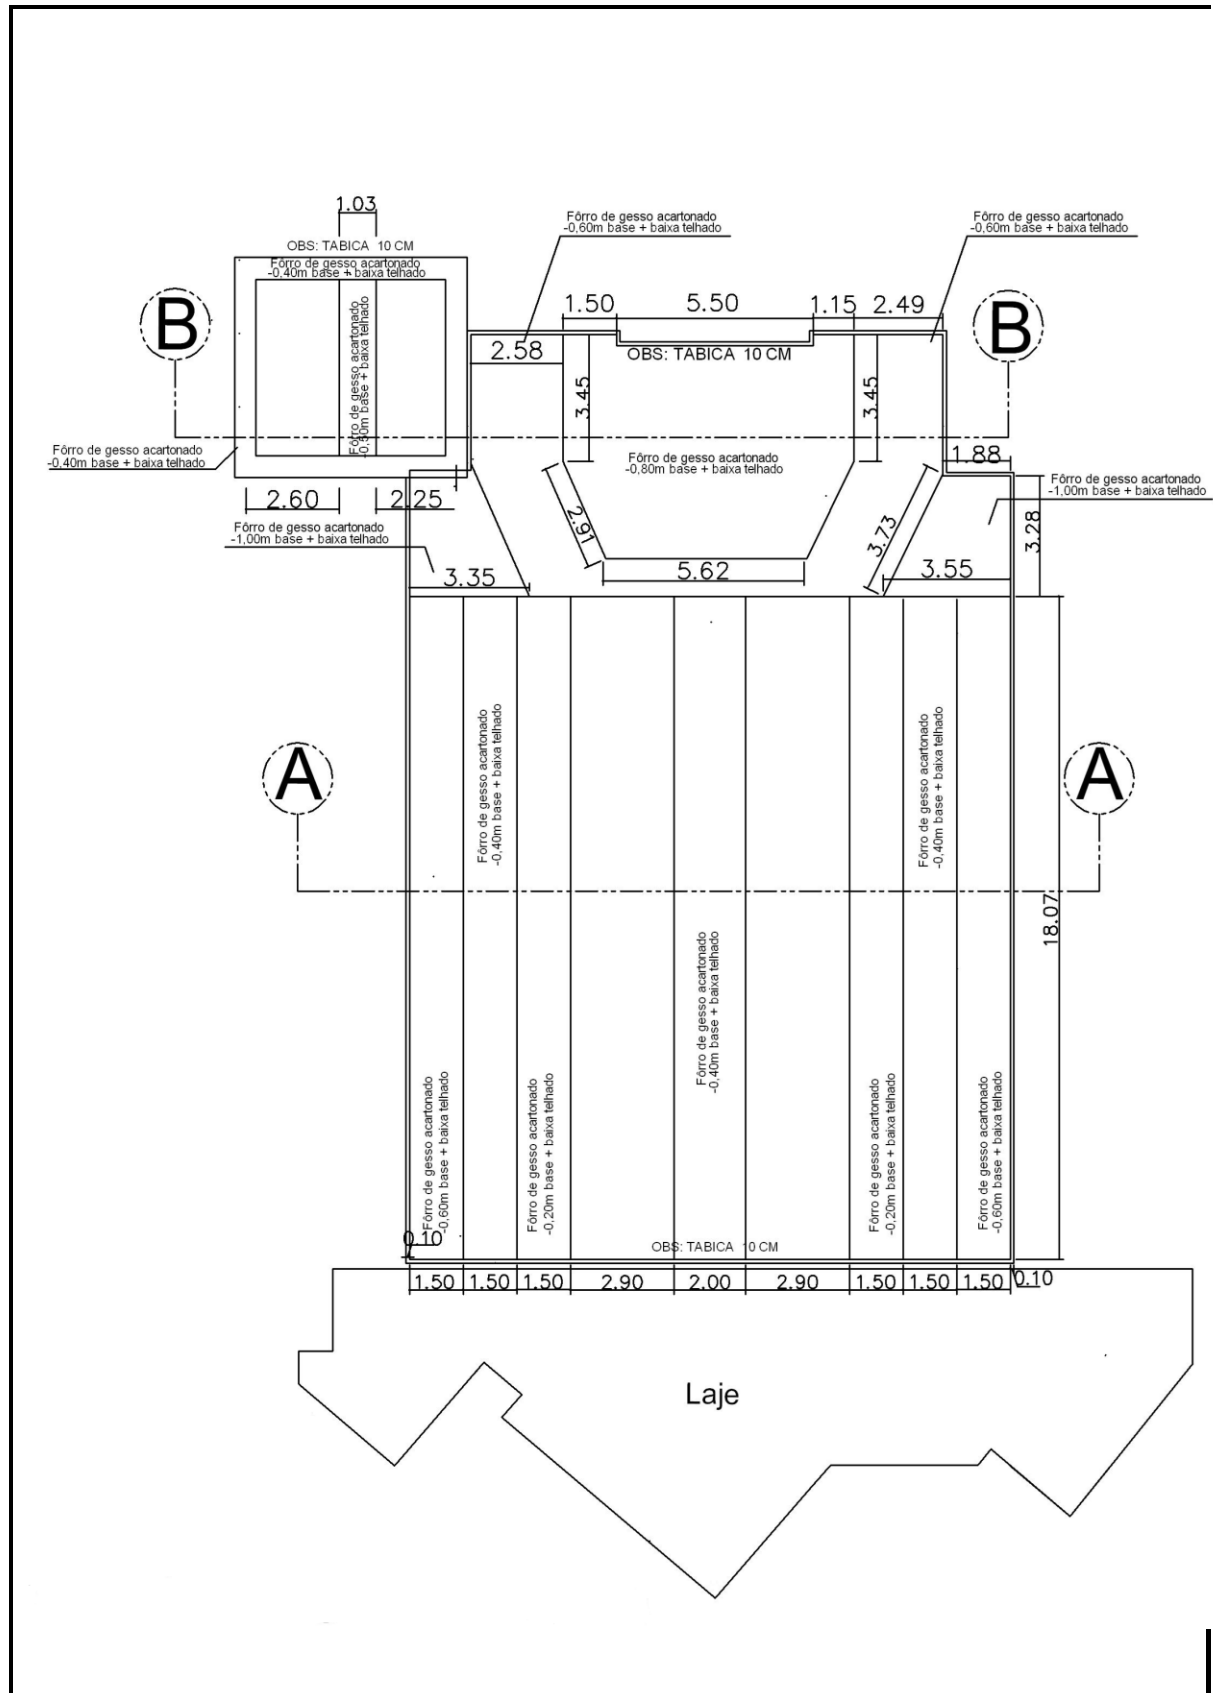 1.03
Fôrro de gesso acartonado
-0,60m base + baixa telhado
Fôrro de gesso acartonado
-0,60m base + baixa telhado
OBS: TABICA 10 CM
Fôrro de gesso acartonado
-0,40m base + baixa telhado
B
1.50
5.50
1.15
2.49
B
Fôrro de gesso acartonado
-0,50m base + baixa telhado
2.58
OBS: TABICA 10 CM
3.45
3.45
Fôrro de gesso acartonado
-0,40m base + baixa telhado
Fôrro de gesso acartonado
-0,80m base + baixa telhado
1.88
Fôrro de gesso acartonado
-1,00m base + baixa telhado
2.60
2.25
Fôrro de gesso acartonado
-1,00m base + baixa telhado
2.91
3.73
3.28
3.35
5.62
3.55
Fôrro de gesso acartonado
-0,40m base + baixa telhado
Fôrro de gesso acartonado
-0,40m base + baixa telhado
A
A
18.07
Fôrro de gesso acartonado
-0,40m base + baixa telhado
Fôrro de gesso acartonado
-0,60m base + baixa telhado
Fôrro de gesso acartonado
-0,20m base + baixa telhado
Fôrro de gesso acartonado
-0,20m base + baixa telhado
Fôrro de gesso acartonado
-0,60m base + baixa telhado
0.10
OBS: TABICA 10 CM
1.50
1.50
1.50
2.90
2.00
2.90
1.50
1.50
1.50
0.10
Laje